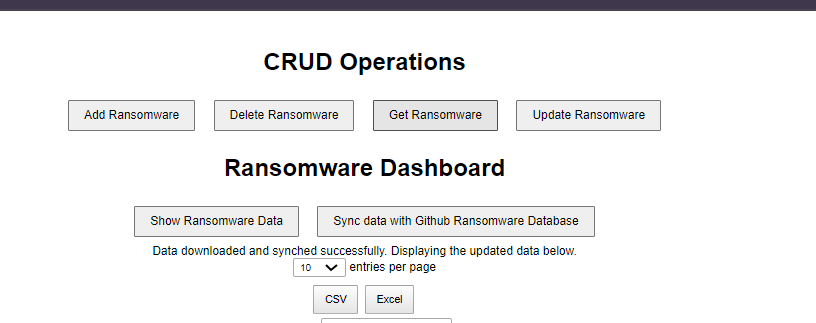 CRUD Operations
Add Ransomware Delete Ransomware Get Ransomware Update Ransomware
Ransomware Dashboard
Show Ransomware Data Sync data with Github Ransomware Database
Data downloaded and synched successfully. Displaying the updated data below.
10 entries per page
CSV Excel